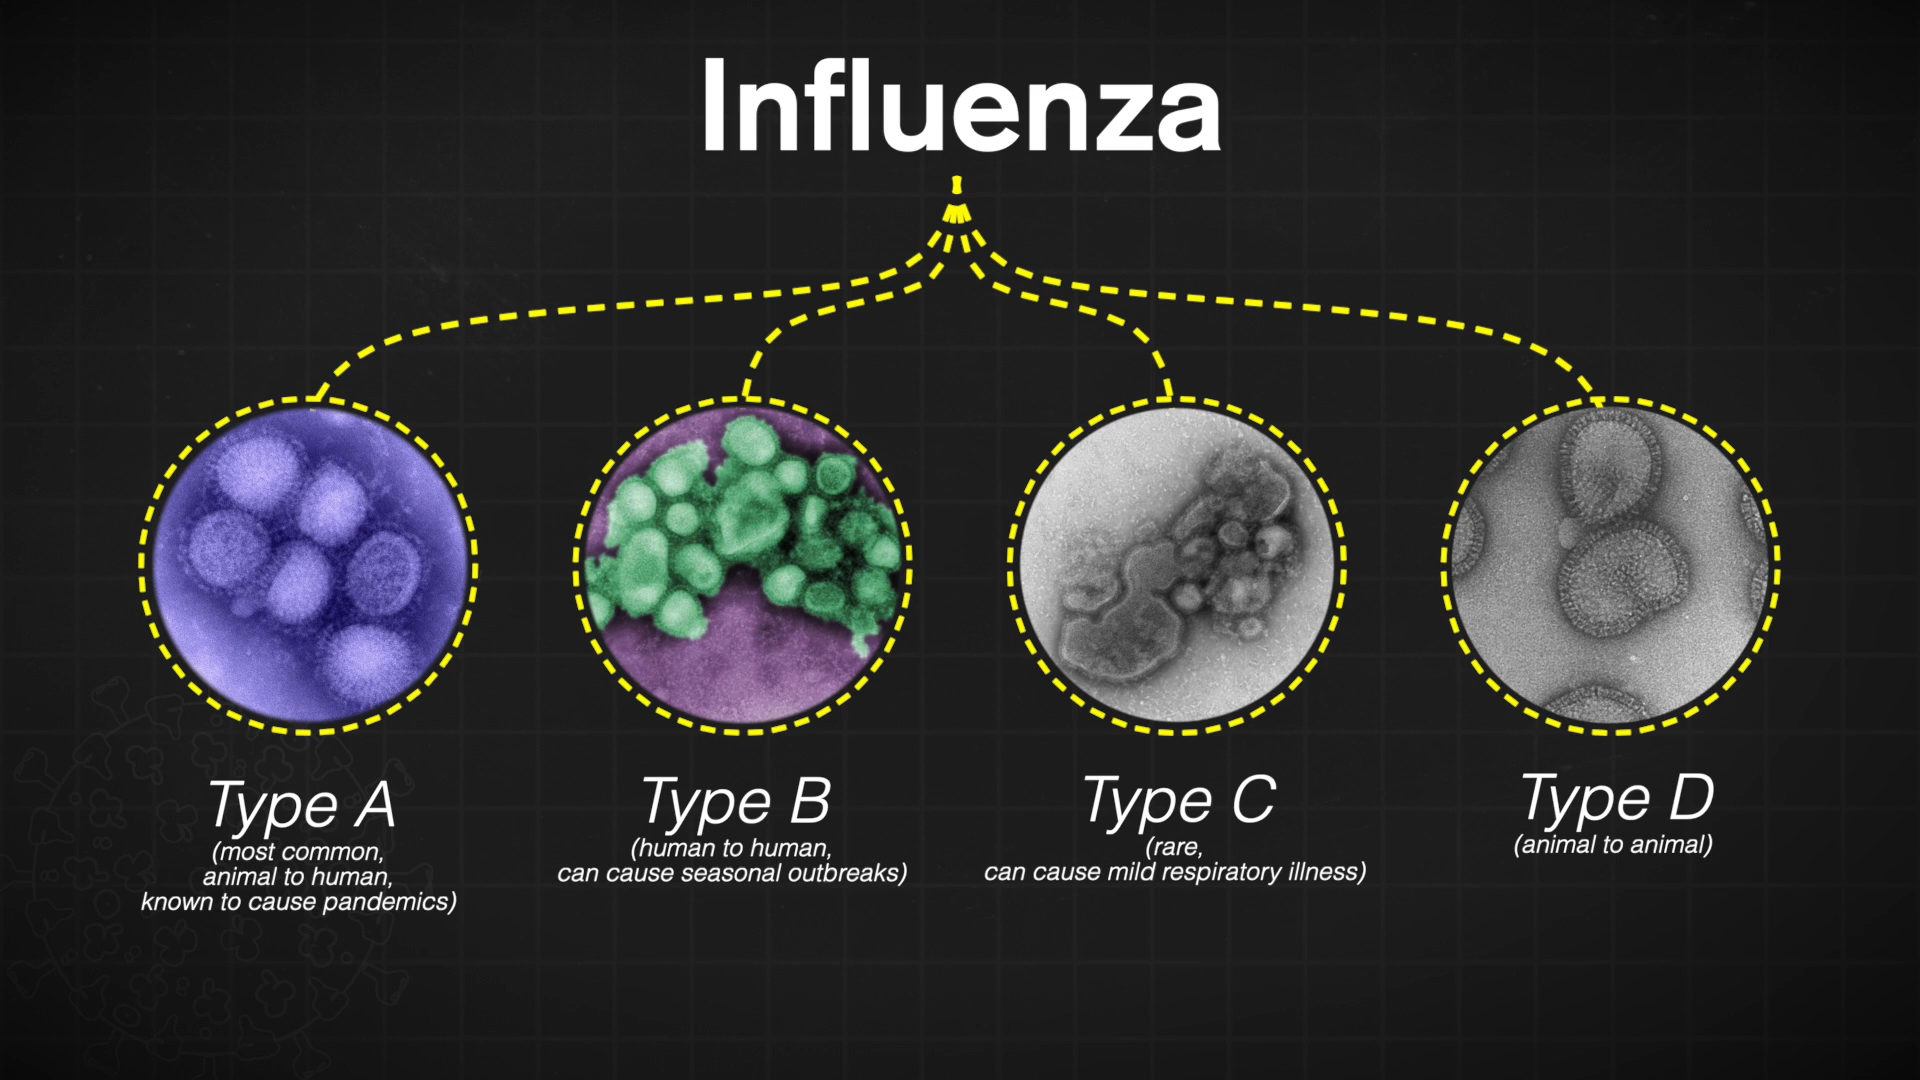 Influenza
Type A
(most common,
animal to human,
known to cause pandemics)
Type B
(human to human,
can cause seasonal outbreaks)
Type C
(rare,
can cause mild respiratory illness)
Type D
(animal to animal)